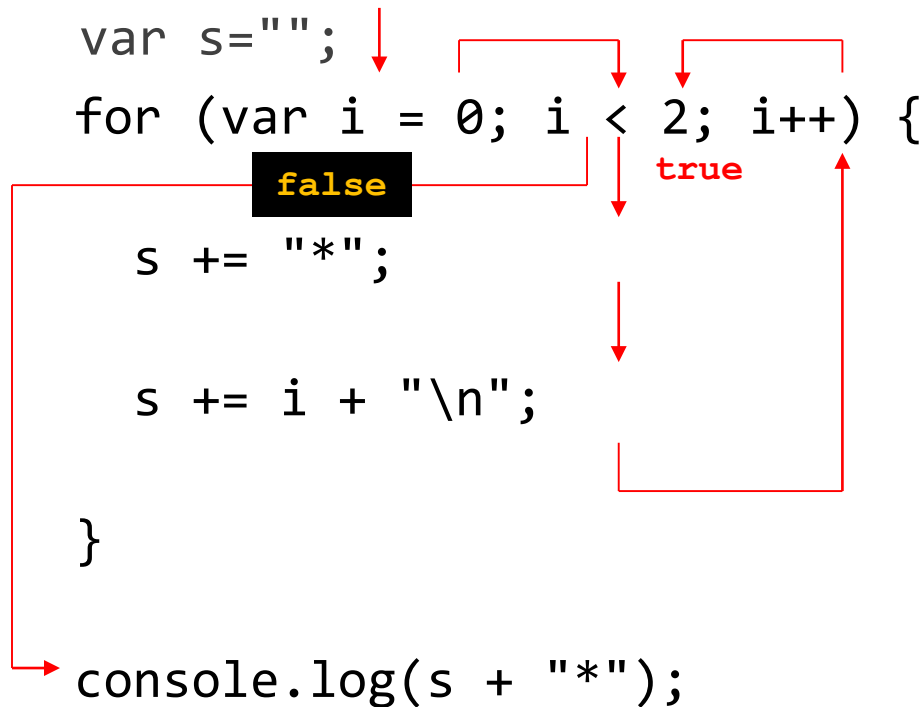 var s="";
for (var i = 0; i < 2; i++) {
false
true
s += "*";
s += i + "\n";
}
console.log(s + "*");